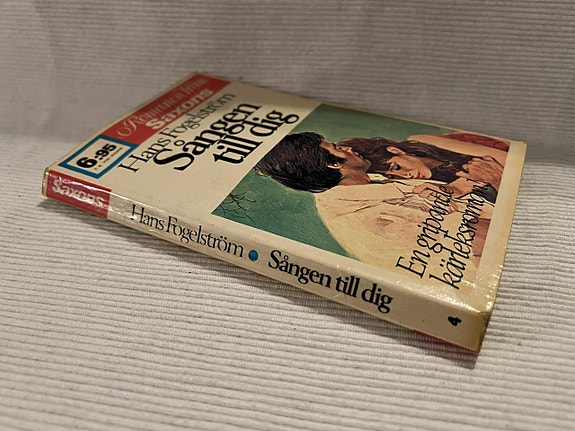 Romaner från
Saxons
6.95
Hans Fogelström
Sången
till dig
En gripande
kärleksroman!
Saxons
Hans Fogelström • Sången till dig
4